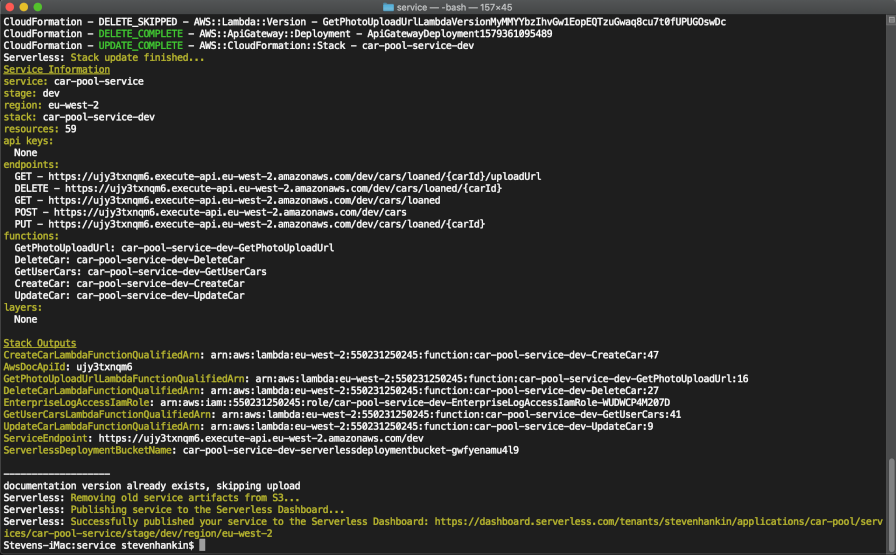 service — -bash — 157×45
CloudFormation - DELETE_SKIPPED - AWS::Lambda::Version - GetPhotoUploadUrlLambdaVersionMyMMYYbzIhvGw1EopEQTzuGwaq8cu7t0fUPUGOswDc
CloudFormation - DELETE_COMPLETE - AWS::ApiGateway::Deployment - ApiGatewayDeployment1579361095489
CloudFormation - UPDATE_COMPLETE - AWS::CloudFormation::Stack - car-pool-service-dev
Serverless: Stack update finished...
Service Information
service: car-pool-service
stage: dev
region: eu-west-2
stack: car-pool-service-dev
resources: 59
api keys:
None
endpoints:
GET - https://ujy3txnqm6.execute-api.eu-west-2.amazonaws.com/dev/cars/loaned/{carId}/uploadUrl
DELETE - https://ujy3txnqm6.execute-api.eu-west-2.amazonaws.com/dev/cars/loaned/{carId}
GET - https://ujy3txnqm6.execute-api.eu-west-2.amazonaws.com/dev/cars/loaned
POST - https://ujy3txnqm6.execute-api.eu-west-2.amazonaws.com/dev/cars
PUT - https://ujy3txnqm6.execute-api.eu-west-2.amazonaws.com/dev/cars/loaned/{carId}
functions:
GetPhotoUploadUrl: car-pool-service-dev-GetPhotoUploadUrl
DeleteCar: car-pool-service-dev-DeleteCar
GetUserCars: car-pool-service-dev-GetUserCars
CreateCar: car-pool-service-dev-CreateCar
UpdateCar: car-pool-service-dev-UpdateCar
layers:
None
Stack Outputs
CreateCarLambdaFunctionQualifiedArn: arn:aws:lambda:eu-west-2:550231250245:function:car-pool-service-dev-CreateCar:47
AwsDocApiId: ujy3txnqm6
GetPhotoUploadUrlLambdaFunctionQualifiedArn: arn:aws:lambda:eu-west-2:550231250245:function:car-pool-service-dev-GetPhotoUploadUrl:16
DeleteCarLambdaFunctionQualifiedArn: arn:aws:lambda:eu-west-2:550231250245:function:car-pool-service-dev-DeleteCar:27
EnterpriseLogAccessIamRole: arn:aws:iam::550231250245:role/car-pool-service-dev-EnterpriseLogAccessIamRole-WUDWCP4M207D
GetUserCarsLambdaFunctionQualifiedArn: arn:aws:lambda:eu-west-2:550231250245:function:car-pool-service-dev-GetUserCars:41
UpdateCarLambdaFunctionQualifiedArn: arn:aws:lambda:eu-west-2:550231250245:function:car-pool-service-dev-UpdateCar:9
ServiceEndpoint: https://ujy3txnqm6.execute-api.eu-west-2.amazonaws.com/dev
ServerlessDeploymentBucketName: car-pool-service-dev-serverlessdeploymentbucket-gwfyenamu4l9
-------------------
documentation version already exists, skipping upload
Serverless: Removing old service artifacts from S3...
Serverless: Publishing service to the Serverless Dashboard...
Serverless: Successfully published your service to the Serverless Dashboard: https://dashboard.serverless.com/tenants/stevenhankin/applications/car-pool/serv
ices/car-pool-service/stage/dev/region/eu-west-2
Stevens-iMac:service stevenhankin$